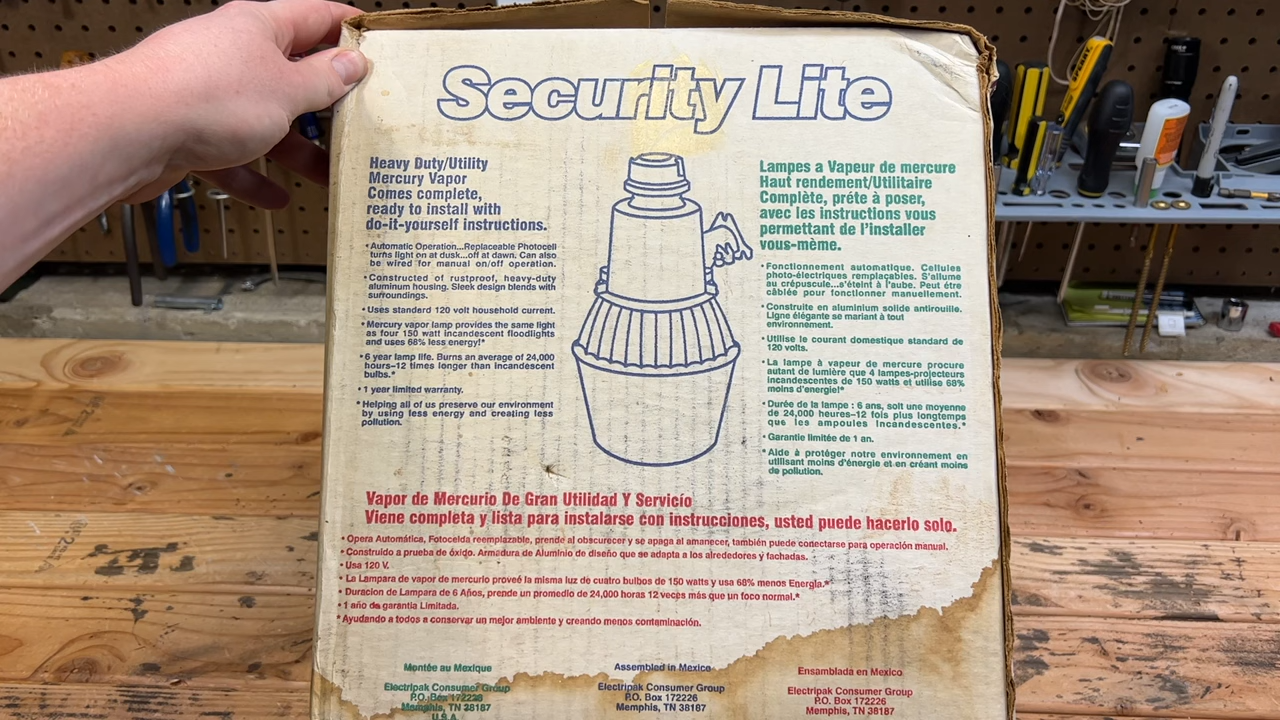 Security Lite
Heavy Duty/Utility
Mercury Vapor
Comes complete,
ready to install with
do-it-yourself instructions.
• Automatic Operation...Replaceable Photocell
turns light on at dusk...off at dawn. Can also
be wired for manual on/off operation.
• Constructed of rustproof, heavy-duty
aluminum housing. Sleek design blends with
surroundings.
• Uses standard 120 volt household current.
• Mercury vapor lamp provides the same light
as four 150 watt incandescent floodlights
and uses 68% less energy!*
• 6 year lamp life. Burns an average of 24,000
hours–12 times longer than incandescent
bulbs.*
• 1 year limited warranty.
* Helping all of us preserve our environment
by using less energy and creating less
pollution.
Lampes a Vapeur de mercure
Haut rendement/Utilitaire
Complète, préte à poser,
avec les instructions vous
permettant de l'installer
vous-mème.
• Fonctionnement automatique. Cellules
photo-électriques remplaçables. S'allume
au crépuscule...s'éteint à l'aube. Peut étre
câblée pour fonctionner manuellement.
• Construite en aluminium solide antirouille.
Ligne élégante se mariant à tout
environnement.
• Utilise le courant domestique standard de
120 volts.
• La lampe à vapeur de mercure procure
autant de lumière que 4 lampes-projecteurs
incandescentes de 150 watts et utilise 68%
moins d'energie!*
• Durée de la lampe : 6 ans, soit une moyenne
de 24,000 heures–12 fois plus longtemps
que les ampoules incandescentes.*
• Garantie limitée de 1 an.
* Aide à protéger notre environnement en
utilisant moins d'énergie et en créant moins
de pollution.
Vapor de Mercurio De Gran Utilidad Y Servicío
Viene completa y lista para instalarse con instrucciones, usted puede hacerlo solo.
• Opera Automática, Fotocelda reemplazable, prende al obscurecer y se apaga al amanecer, también puede conectarse para operación manual.
• Construido a prueba de óxido. Armadura de Aluminio de diseño que se adapta a los alrededores y fachadas.
• Usa 120 V.
• La Lampara de vapor de mercurio proveé la misma luz de cuatro bulbos de 150 watts y usa 68% menos Energía.*
• Duracion de Lampara de 6 Años, prende un promedio de 24,000 horas 12 veces más que un foco normal.*
• 1 año de garantia Limitada.
* Ayudando a todos a conservar un mejor ambiente y creando menos contaminación.
Montée au Mexique
Electripak Consumer Group
P.O. Box 172226
Memphis, TN 38187
U.S.A.
Assembled in Mexico
Electripak Consumer Group
P.O. Box 172226
Memphis, TN 38187
Ensamblada en Mexico
Electripak Consumer Group
P.O. Box 172226
Memphis, TN 38187